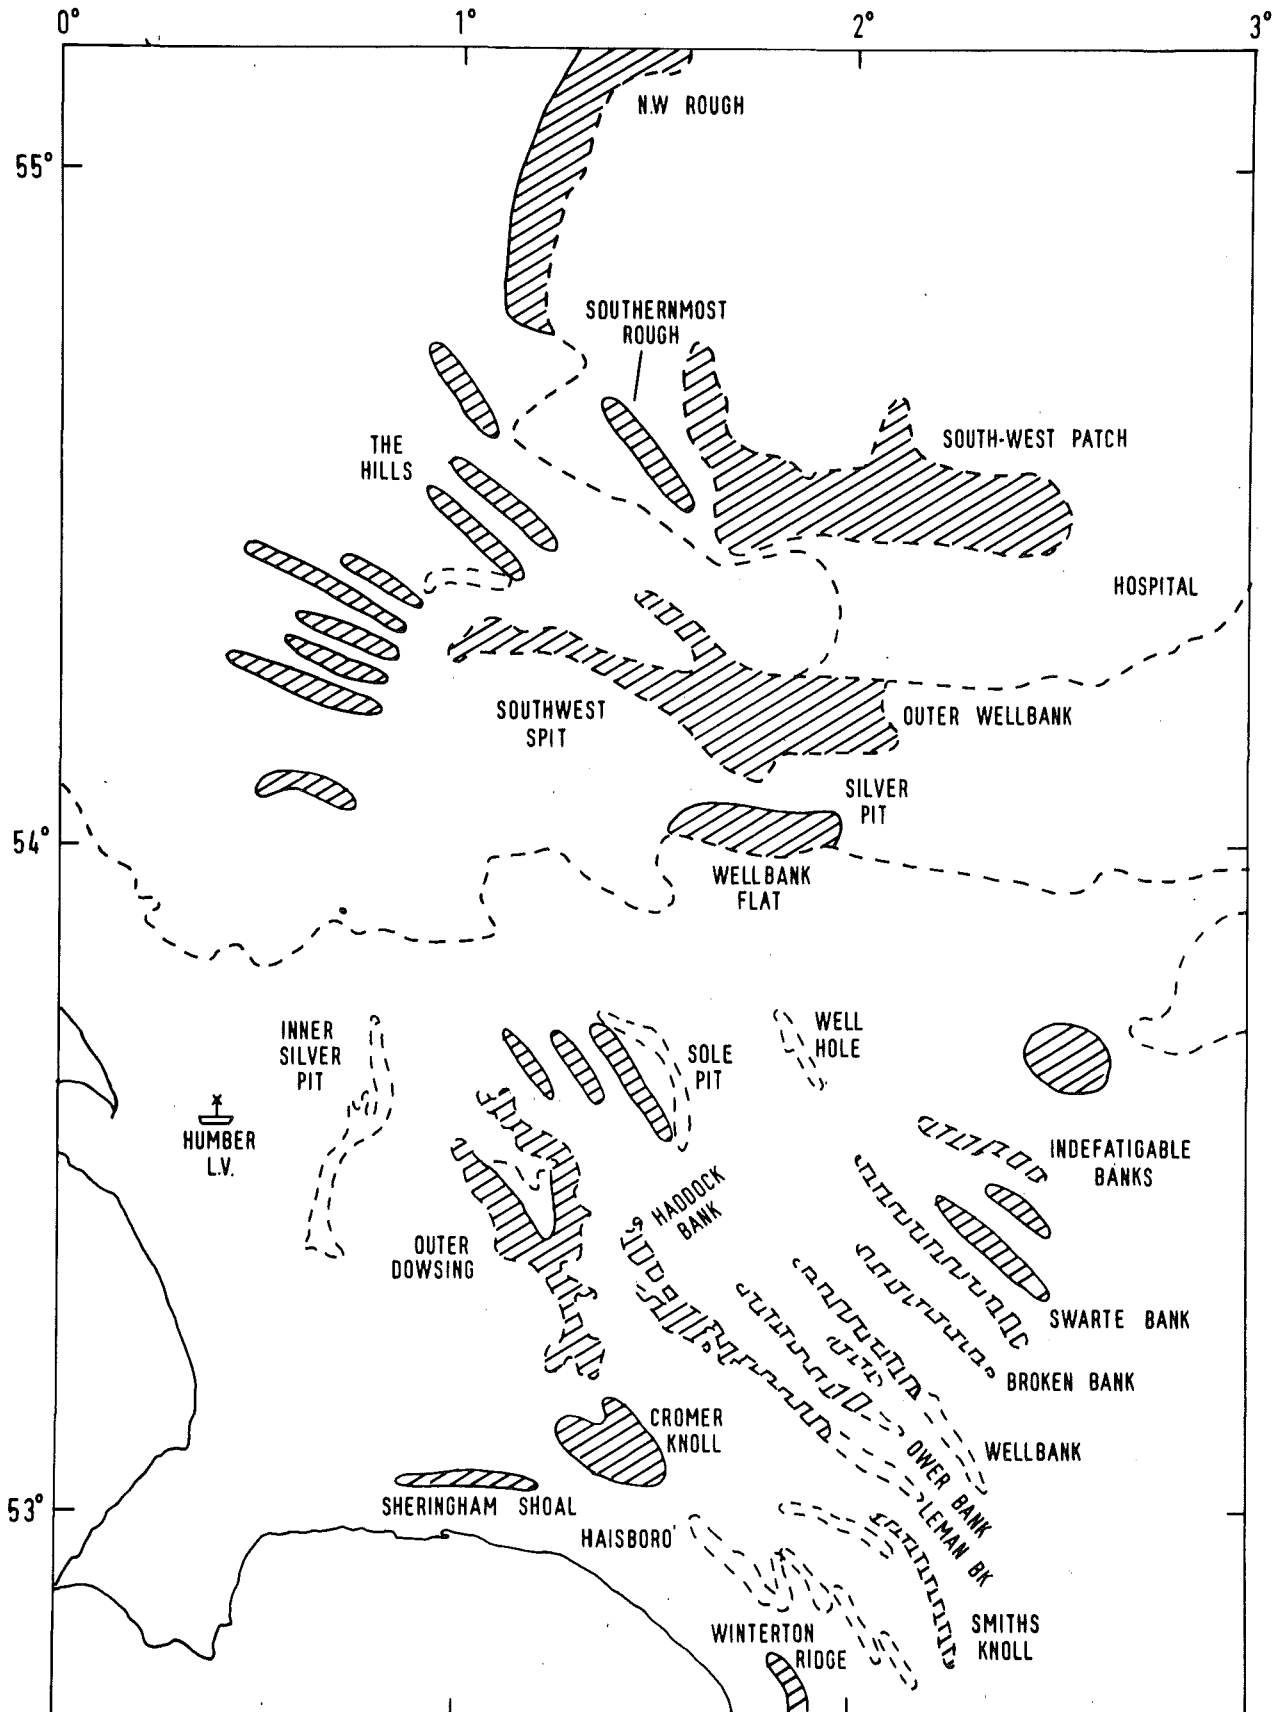 0° 1° 2° 3°
N.W ROUGH
55°
SOUTHERNMOST
ROUGH
SOUTH-WEST PATCH
THE
HILLS
HOSPITAL
SOUTHWEST
SPIT
OUTER WELLBANK
SILVER
PIT
54°
WELLBANK
FLAT
INNER
SILVER
PIT
SOLE
PIT
WELL
HOLE
HUMBER
L.V.
INDEFATIGABLE
BANKS
HADDOCK
BANK
OUTER
DOWSING
SWARTE BANK
BROKEN BANK
CROMER
KNOLL
WELLBANK
OWER BANK
LEMAN BK
53°
SHERINGHAM SHOAL
HAISBORO'
SMITHS
KNOLL
WINTERTON
RIDGE